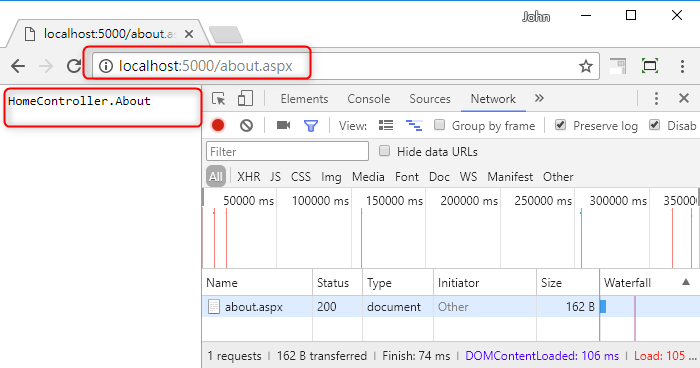 John
localhost:5000/about.as
localhost:5000/about.aspx
HomeController.About
Elements Console Sources Network
View: Group by frame Preserve log Disab
Filter Hide data URLs
All XHR JS CSS Img Media Font Doc WS Manifest Other
50000 ms 100000 ms 150000 ms 200000 ms 250000 ms 300000 ms 35000
Name Status Type Initiator Size Waterfall
about.aspx 200 document Other 162 B
1 requests | 162 B transferred | Finish: 74 ms | DOMContentLoaded: 106 ms | Load: 105 ...